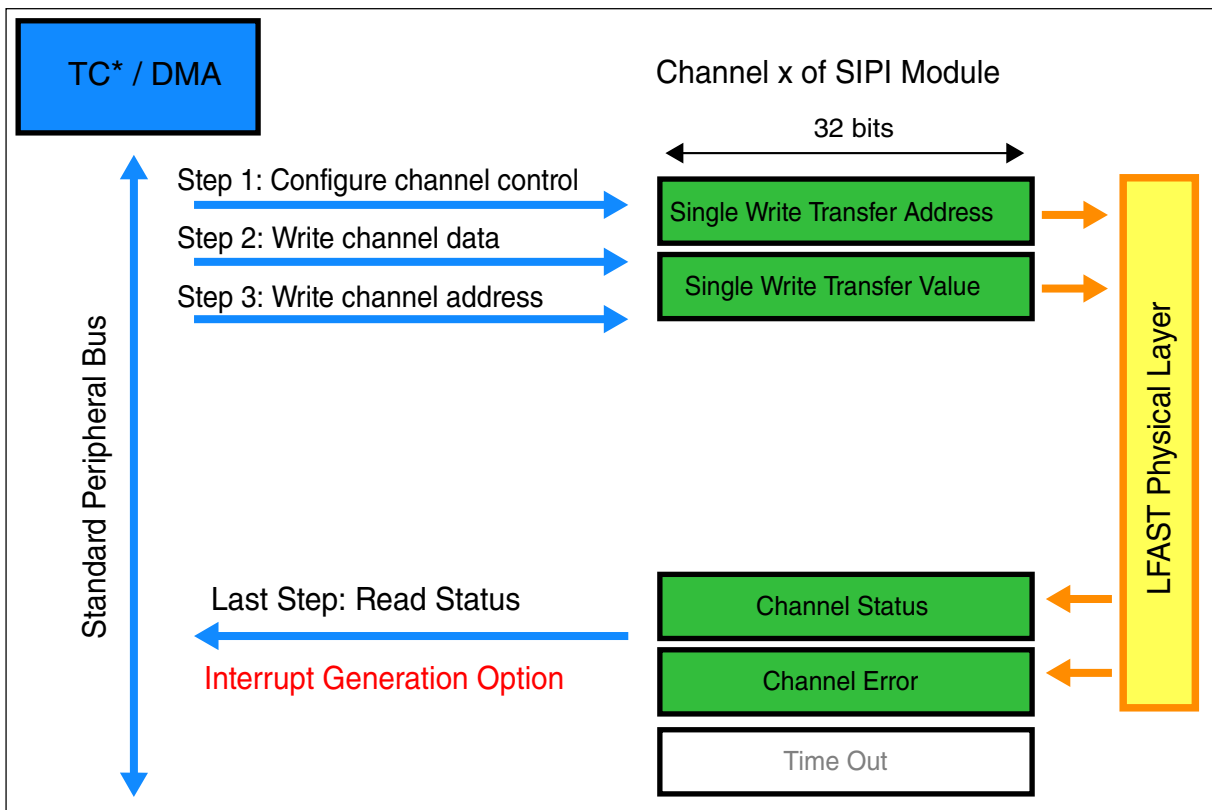 TC* / DMA
Channel x of SIPI Module
32 bits
Step 1: Configure channel control
Single Write Transfer Address
Step 2: Write channel data
Single Write Transfer Value
Step 3: Write channel address
Standard Peripheral Bus
LFAST Physical Layer
Last Step: Read Status
Channel Status
Interrupt Generation Option
Channel Error
Time Out